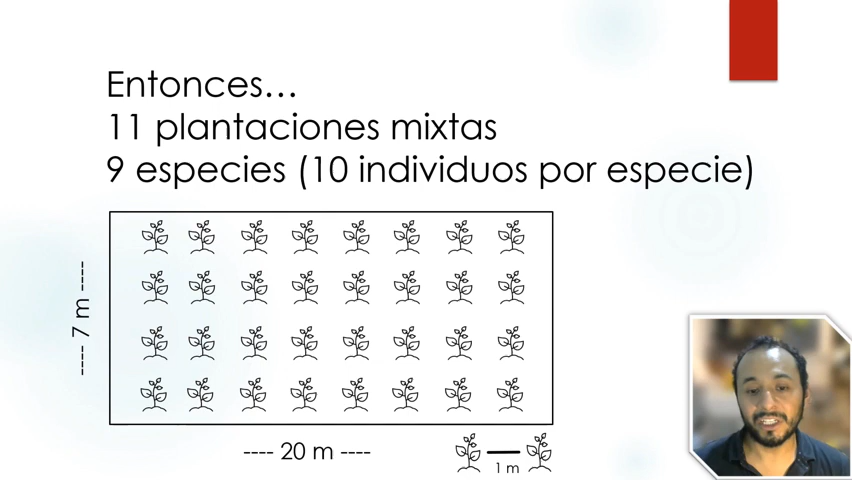 Entonces…
11 plantaciones mixtas
9 especies (10 individuos por especie)
---- 7 m ----
---- 20 m ----
1 m